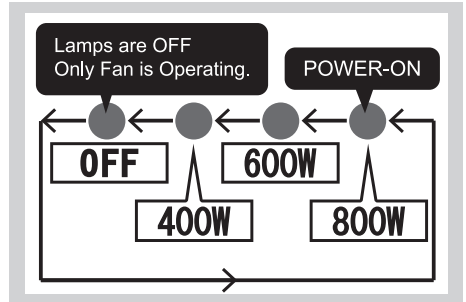 Lamps are OFF
Only Fan is Operating.
POWER-ON
OFF
600W
400W
800W